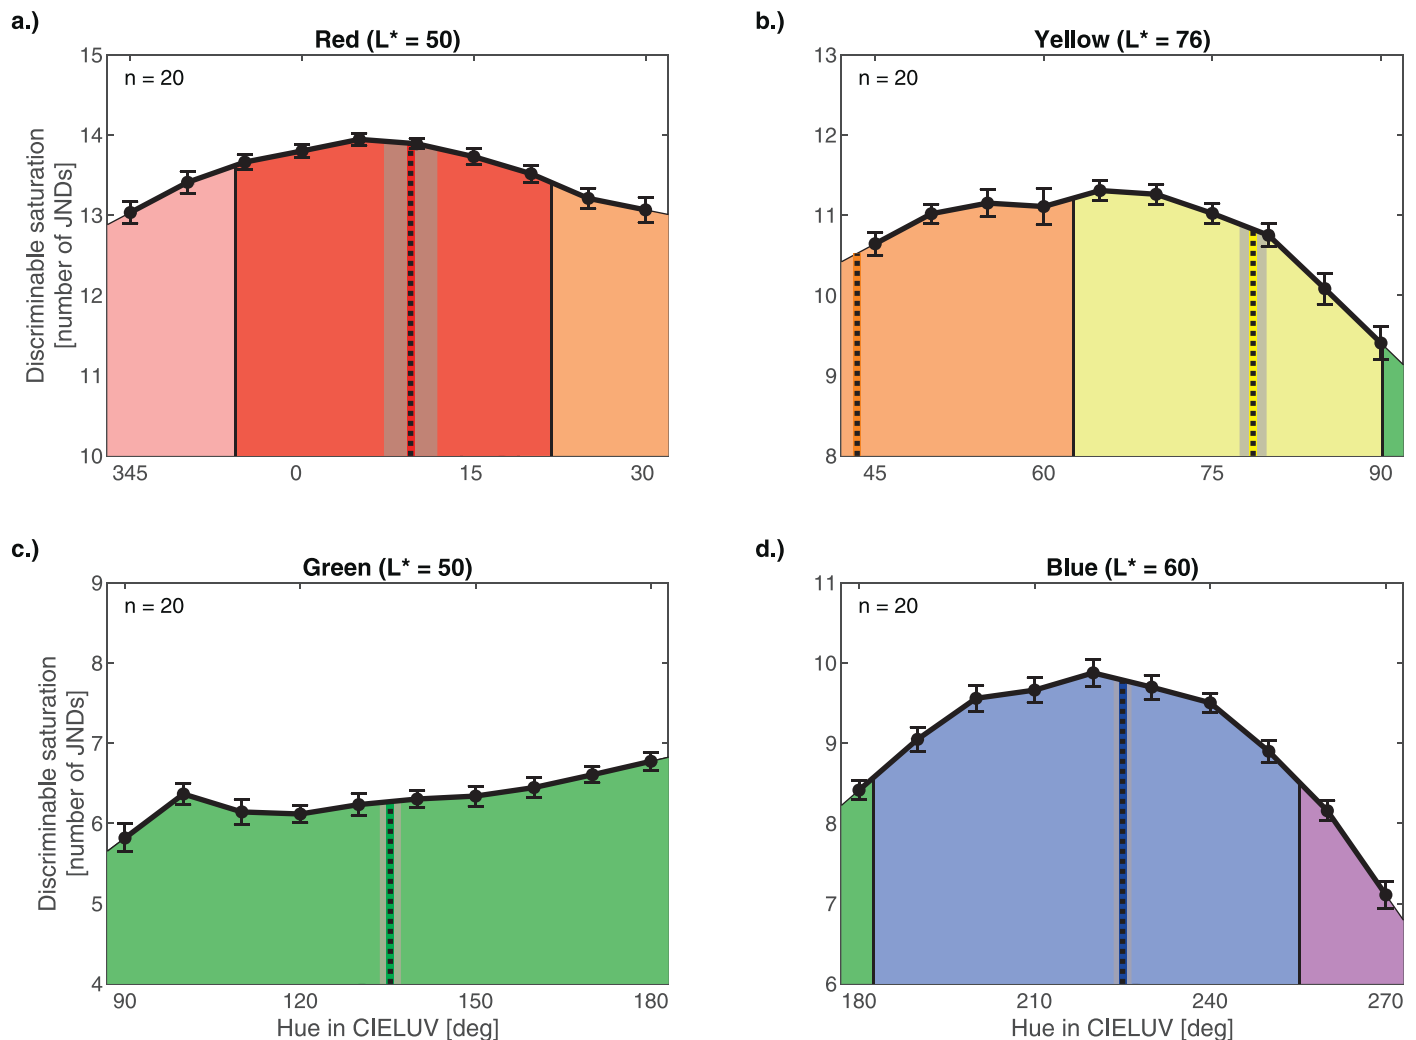 a.)
Red (L* = 50)
n = 20
15
14
13
12
11
10
345
0
15
30
Discriminable saturation
[number of JNDs]
b.)
Yellow (L* = 76)
n = 20
13
12
11
10
9
8
45
60
75
90
c.)
Green (L* = 50)
n = 20
9
8
7
6
5
4
90
120
150
180
Discriminable saturation
[number of JNDs]
Hue in CIELUV [deg]
d.)
Blue (L* = 60)
n = 20
11
10
9
8
7
6
180
210
240
270
Hue in CIELUV [deg]